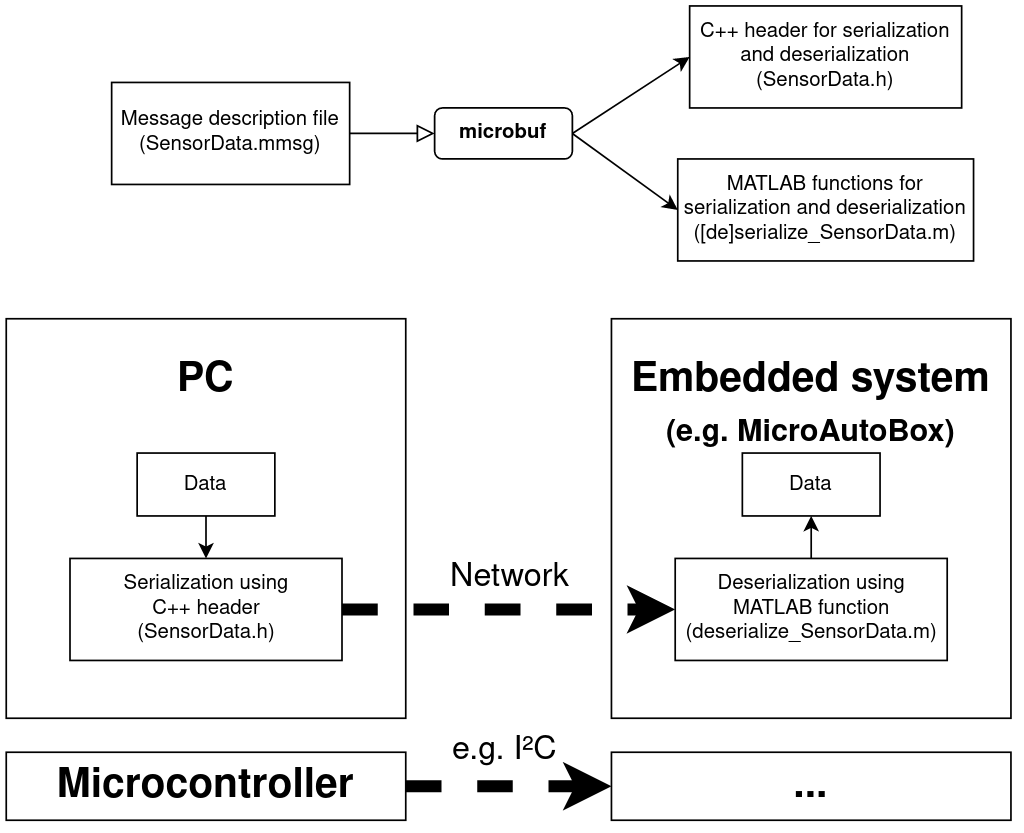 C++ header for serialization
and deserialization
(SensorData.h)
Message description file
(SensorData.mmsg)
microbuf
MATLAB functions for
serialization and deserialization
([de]serialize_SensorData.m)
PC
Data
Serialization using
C++ header
(SensorData.h)
Network
Embedded system
(e.g. MicroAutoBox)
Data
Deserialization using
MATLAB function
(deserialize_SensorData.m)
Microcontroller
e.g. I²C
...